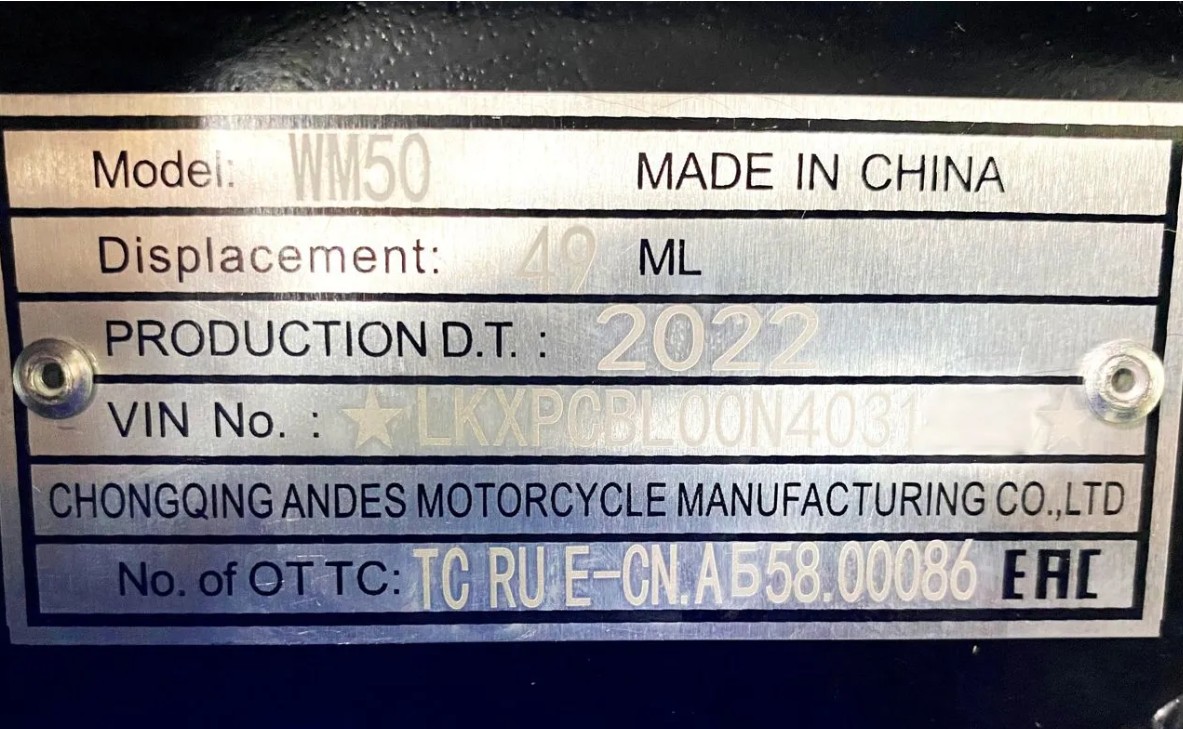 Model: WM50 MADE IN CHINA
Displacement: 49 ML
PRODUCTION D.T. : 2022
VIN No. : ★LKXPCBL00N4031 ★
CHONGQING ANDES MOTORCYCLE MANUFACTURING CO.,LTD
No. of OT TC: TC RU E-CN.АБ58.00086 EAC